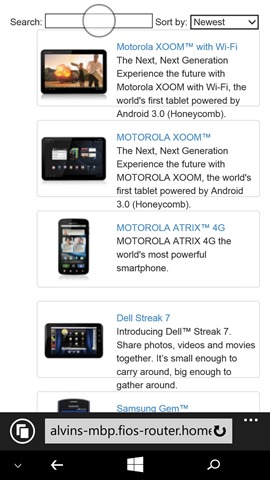 Search: Sort by: Newest
Motorola XOOM™ with Wi-Fi
The Next, Next Generation
Experience the future with
Motorola XOOM with Wi-Fi, the
world's first tablet powered by
Android 3.0 (Honeycomb).
MOTOROLA XOOM™
The Next, Next Generation
Experience the future with
MOTOROLA XOOM, the world's
first tablet powered by Android
3.0 (Honeycomb).
MOTOROLA ATRIX™ 4G
MOTOROLA ATRIX 4G the
world's most powerful
smartphone.
Dell Streak 7
Introducing Dell™ Streak 7.
Share photos, videos and movies
together. It's small enough to
carry around, big enough to
gather around.
Samsung Gem™
alvins-mbp.fios-router.home